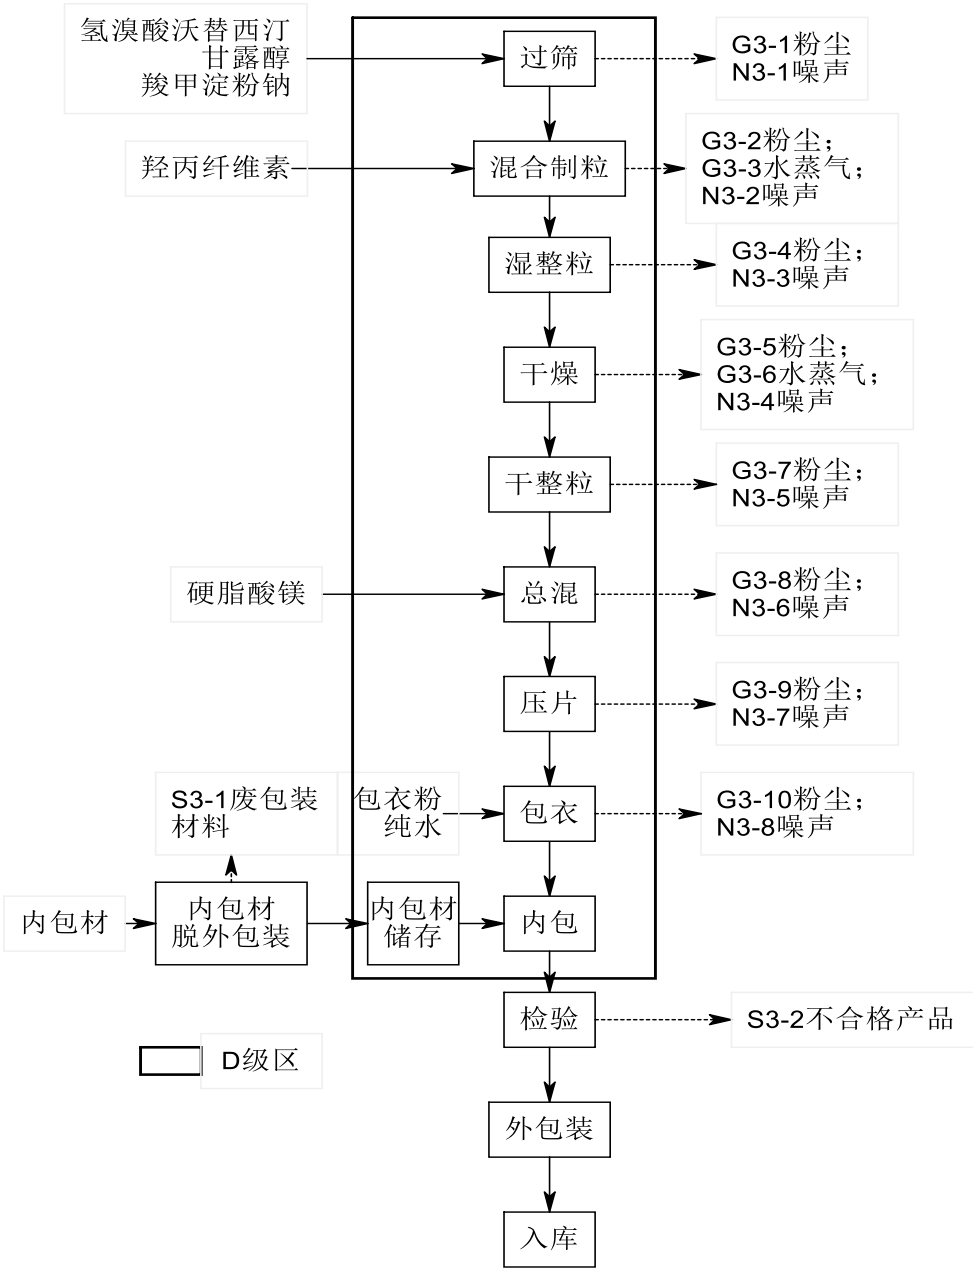 氢溴酸沃替西汀
甘露醇
羧甲淀粉钠
过筛
G3-1粉尘
N3-1噪声
羟丙纤维素
混合制粒
G3-2粉尘；
G3-3水蒸气；
N3-2噪声
湿整粒
G3-4粉尘；
N3-3噪声
干燥
G3-5粉尘；
G3-6水蒸气；
N3-4噪声
干整粒
G3-7粉尘；
N3-5噪声
硬脂酸镁
总混
G3-8粉尘；
N3-6噪声
压片
G3-9粉尘；
N3-7噪声
S3-1废包装
材料
包衣粉
纯水
包衣
G3-10粉尘；
N3-8噪声
内包材
内包材
脱外包装
内包材
储存
内包
检验
S3-2不合格产品
D级区
外包装
入库